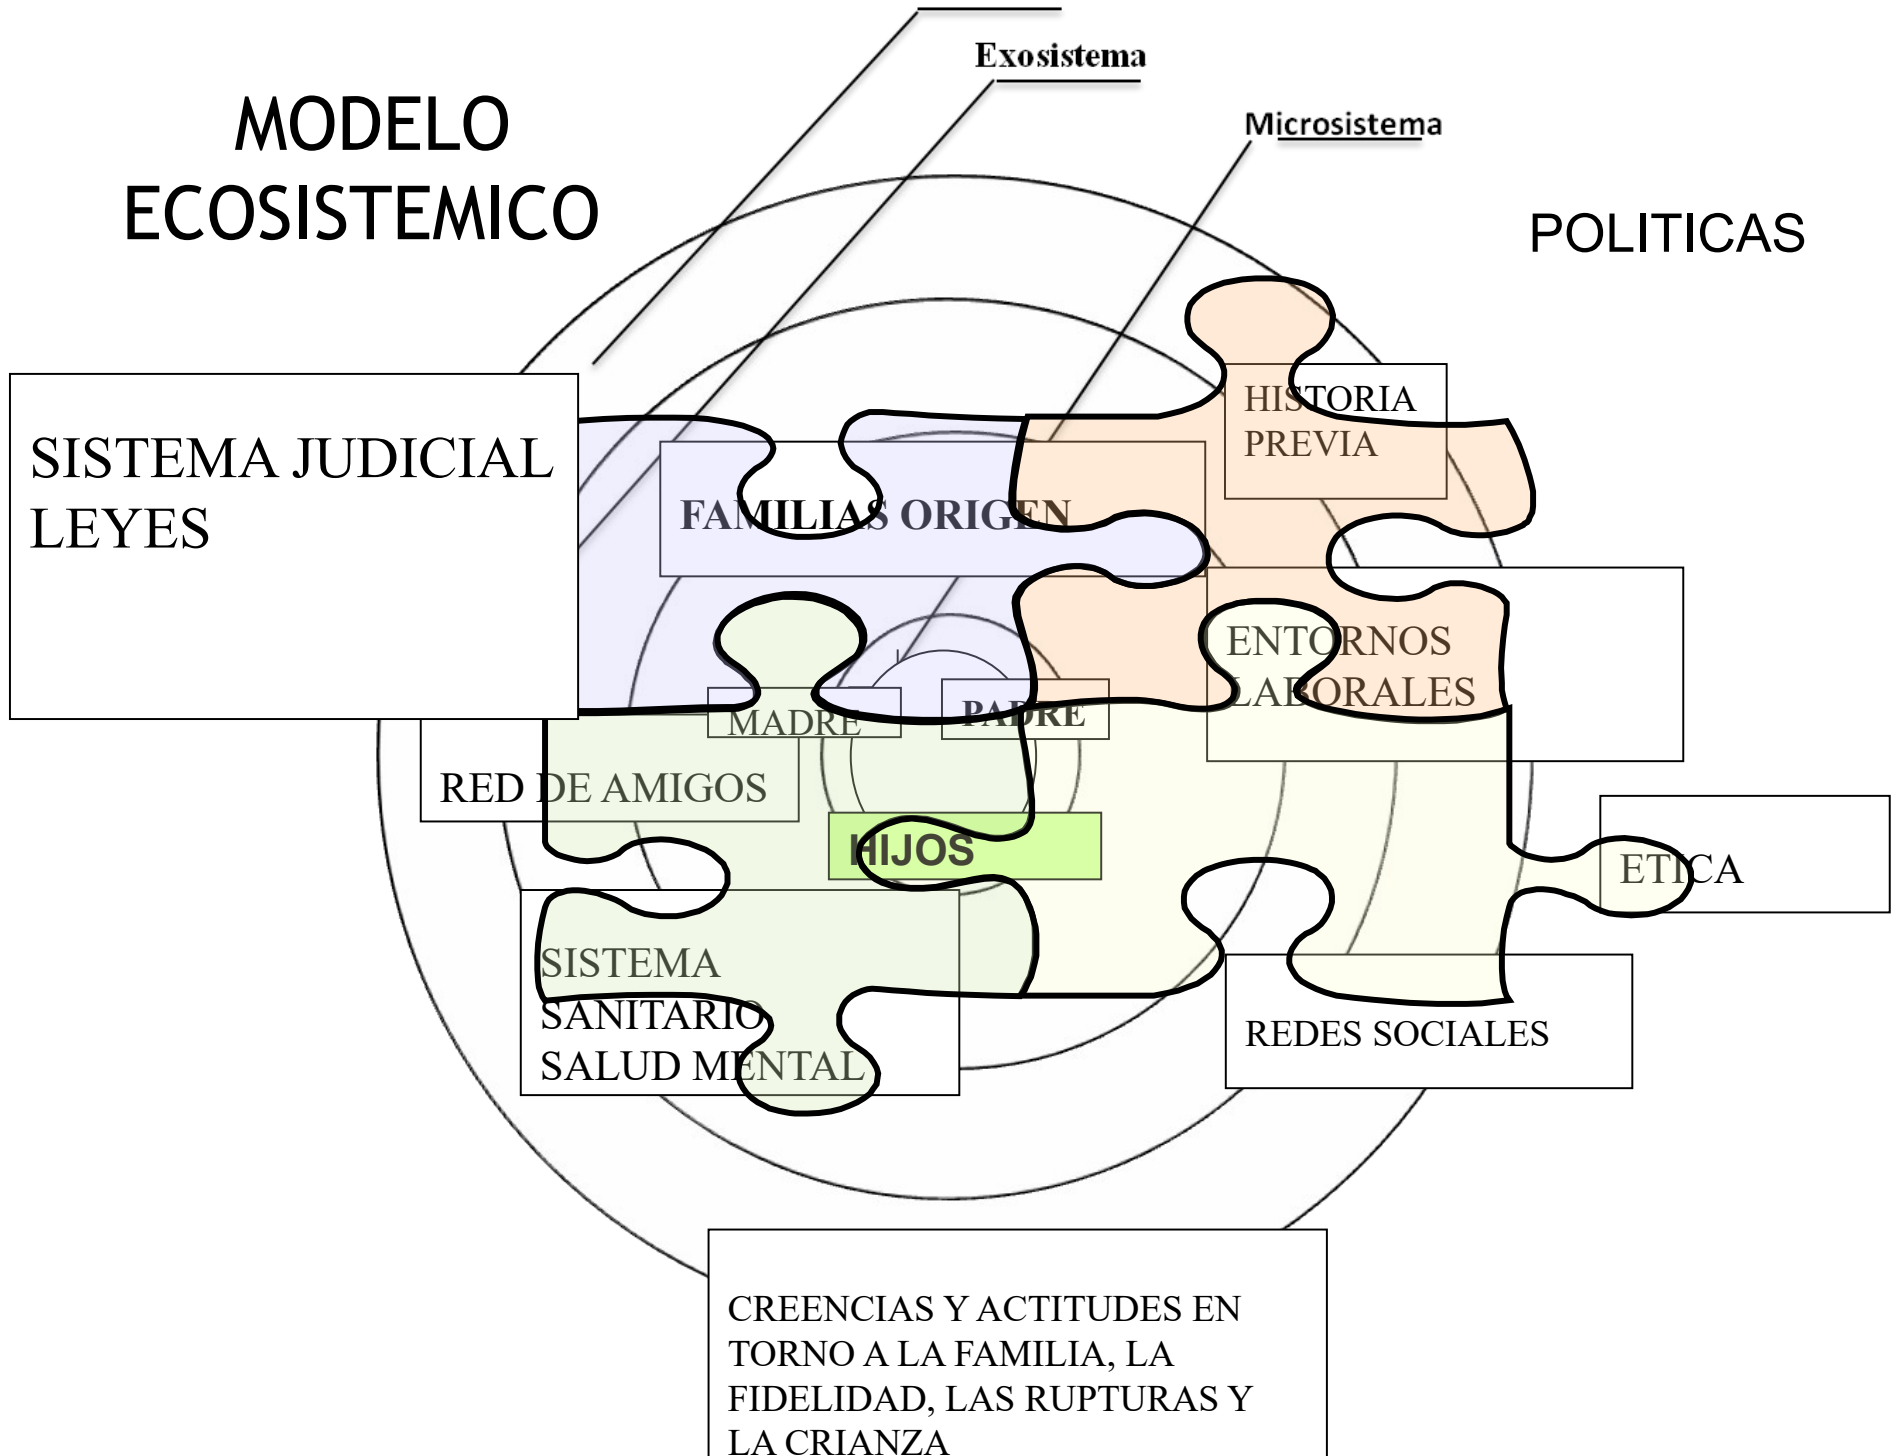 Exosistema
MODELO
ECOSISTEMICO
Microsistema
POLITICAS
SISTEMA JUDICIAL
LEYES
HISTORIA
PREVIA
FAMILIAS ORIGEN
ENTORNOS
LABORALES
MADRE
PADRE
RED DE AMIGOS
HIJOS
ETICA
SISTEMA
SANITARIO
SALUD MENTAL
REDES SOCIALES
CREENCIAS Y ACTITUDES EN
TORNO A LA FAMILIA, LA
FIDELIDAD, LAS RUPTURAS Y
LA CRIANZA